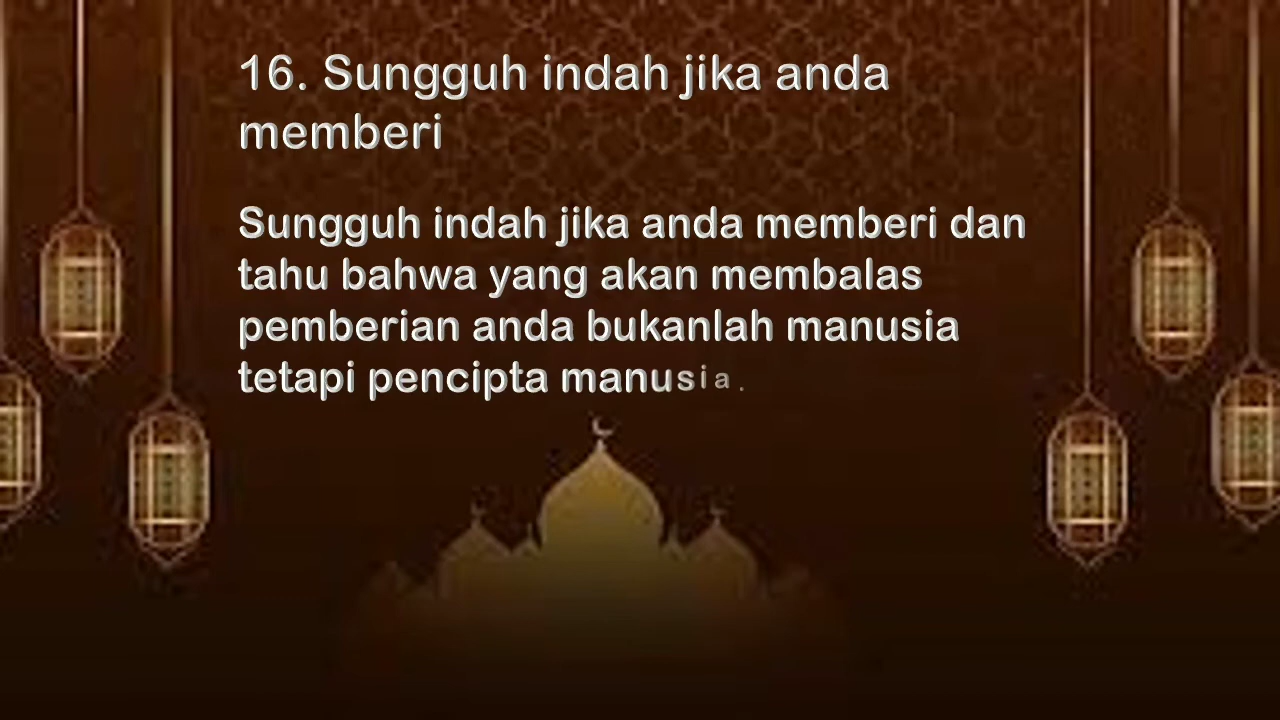 16. Sungguh indah jika anda
memberi
Sungguh indah jika anda memberi dan
tahu bahwa yang akan membalas
pemberian anda bukanlah manusia
tetapi pencipta manusia.